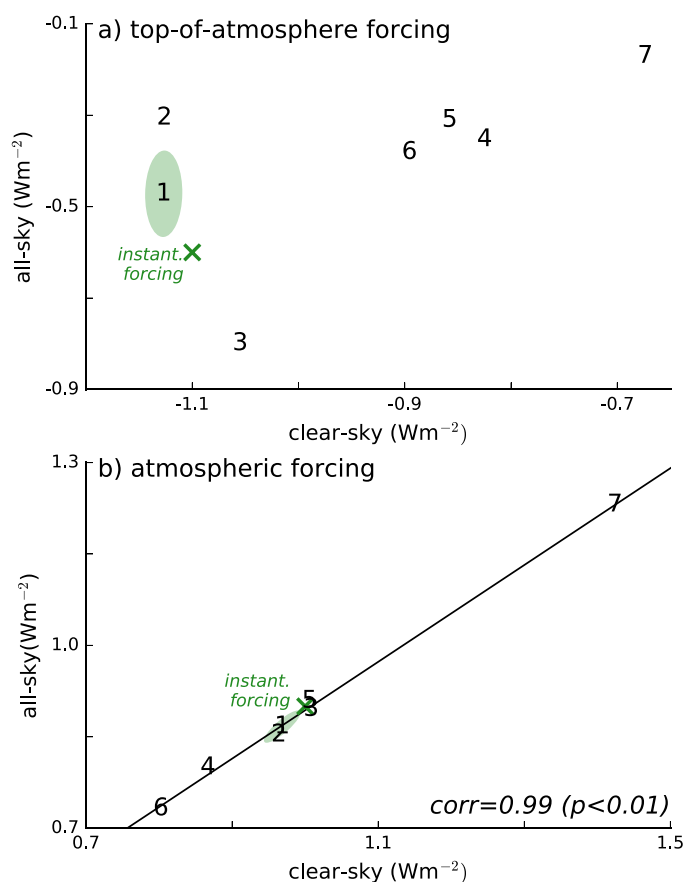 a) top-of-atmosphere forcing
-0.1
-0.5
-0.9
all-sky (Wm⁻²)
7
2
5
4
6
1
instant.
forcing
3
-1.1
-0.9
-0.7
clear-sky (Wm⁻²)
b) atmospheric forcing
1.3
1.0
0.7
all-sky(Wm⁻²)
7
instant.
forcing
5
3
1
2
4
6
corr=0.99 (p<0.01)
0.7
1.1
1.5
clear-sky (Wm⁻²)